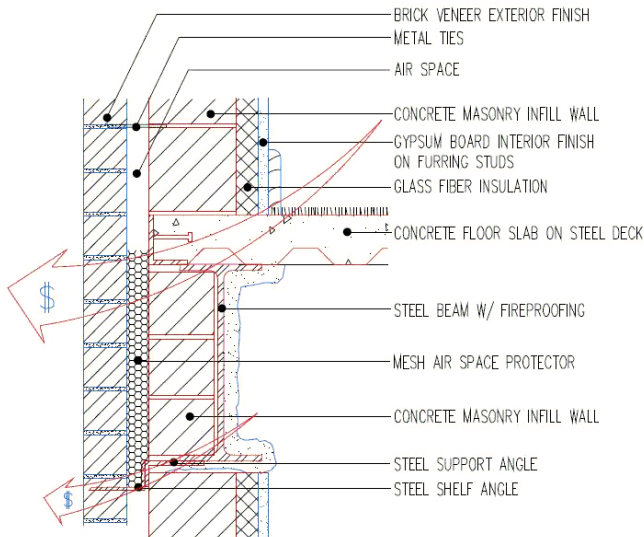 BRICK VENEER EXTERIOR FINISH
METAL TIES
AIR SPACE
CONCRETE MASONRY INFILL WALL
GYPSUM BOARD INTERIOR FINISH
ON FURRING STUDS
GLASS FIBER INSULATION
CONCRETE FLOOR SLAB ON STEEL DECK
$
STEEL BEAM W/ FIREPROOFING
MESH AIR SPACE PROTECTOR
CONCRETE MASONRY INFILL WALL
STEEL SUPPORT ANGLE
STEEL SHELF ANGLE
$